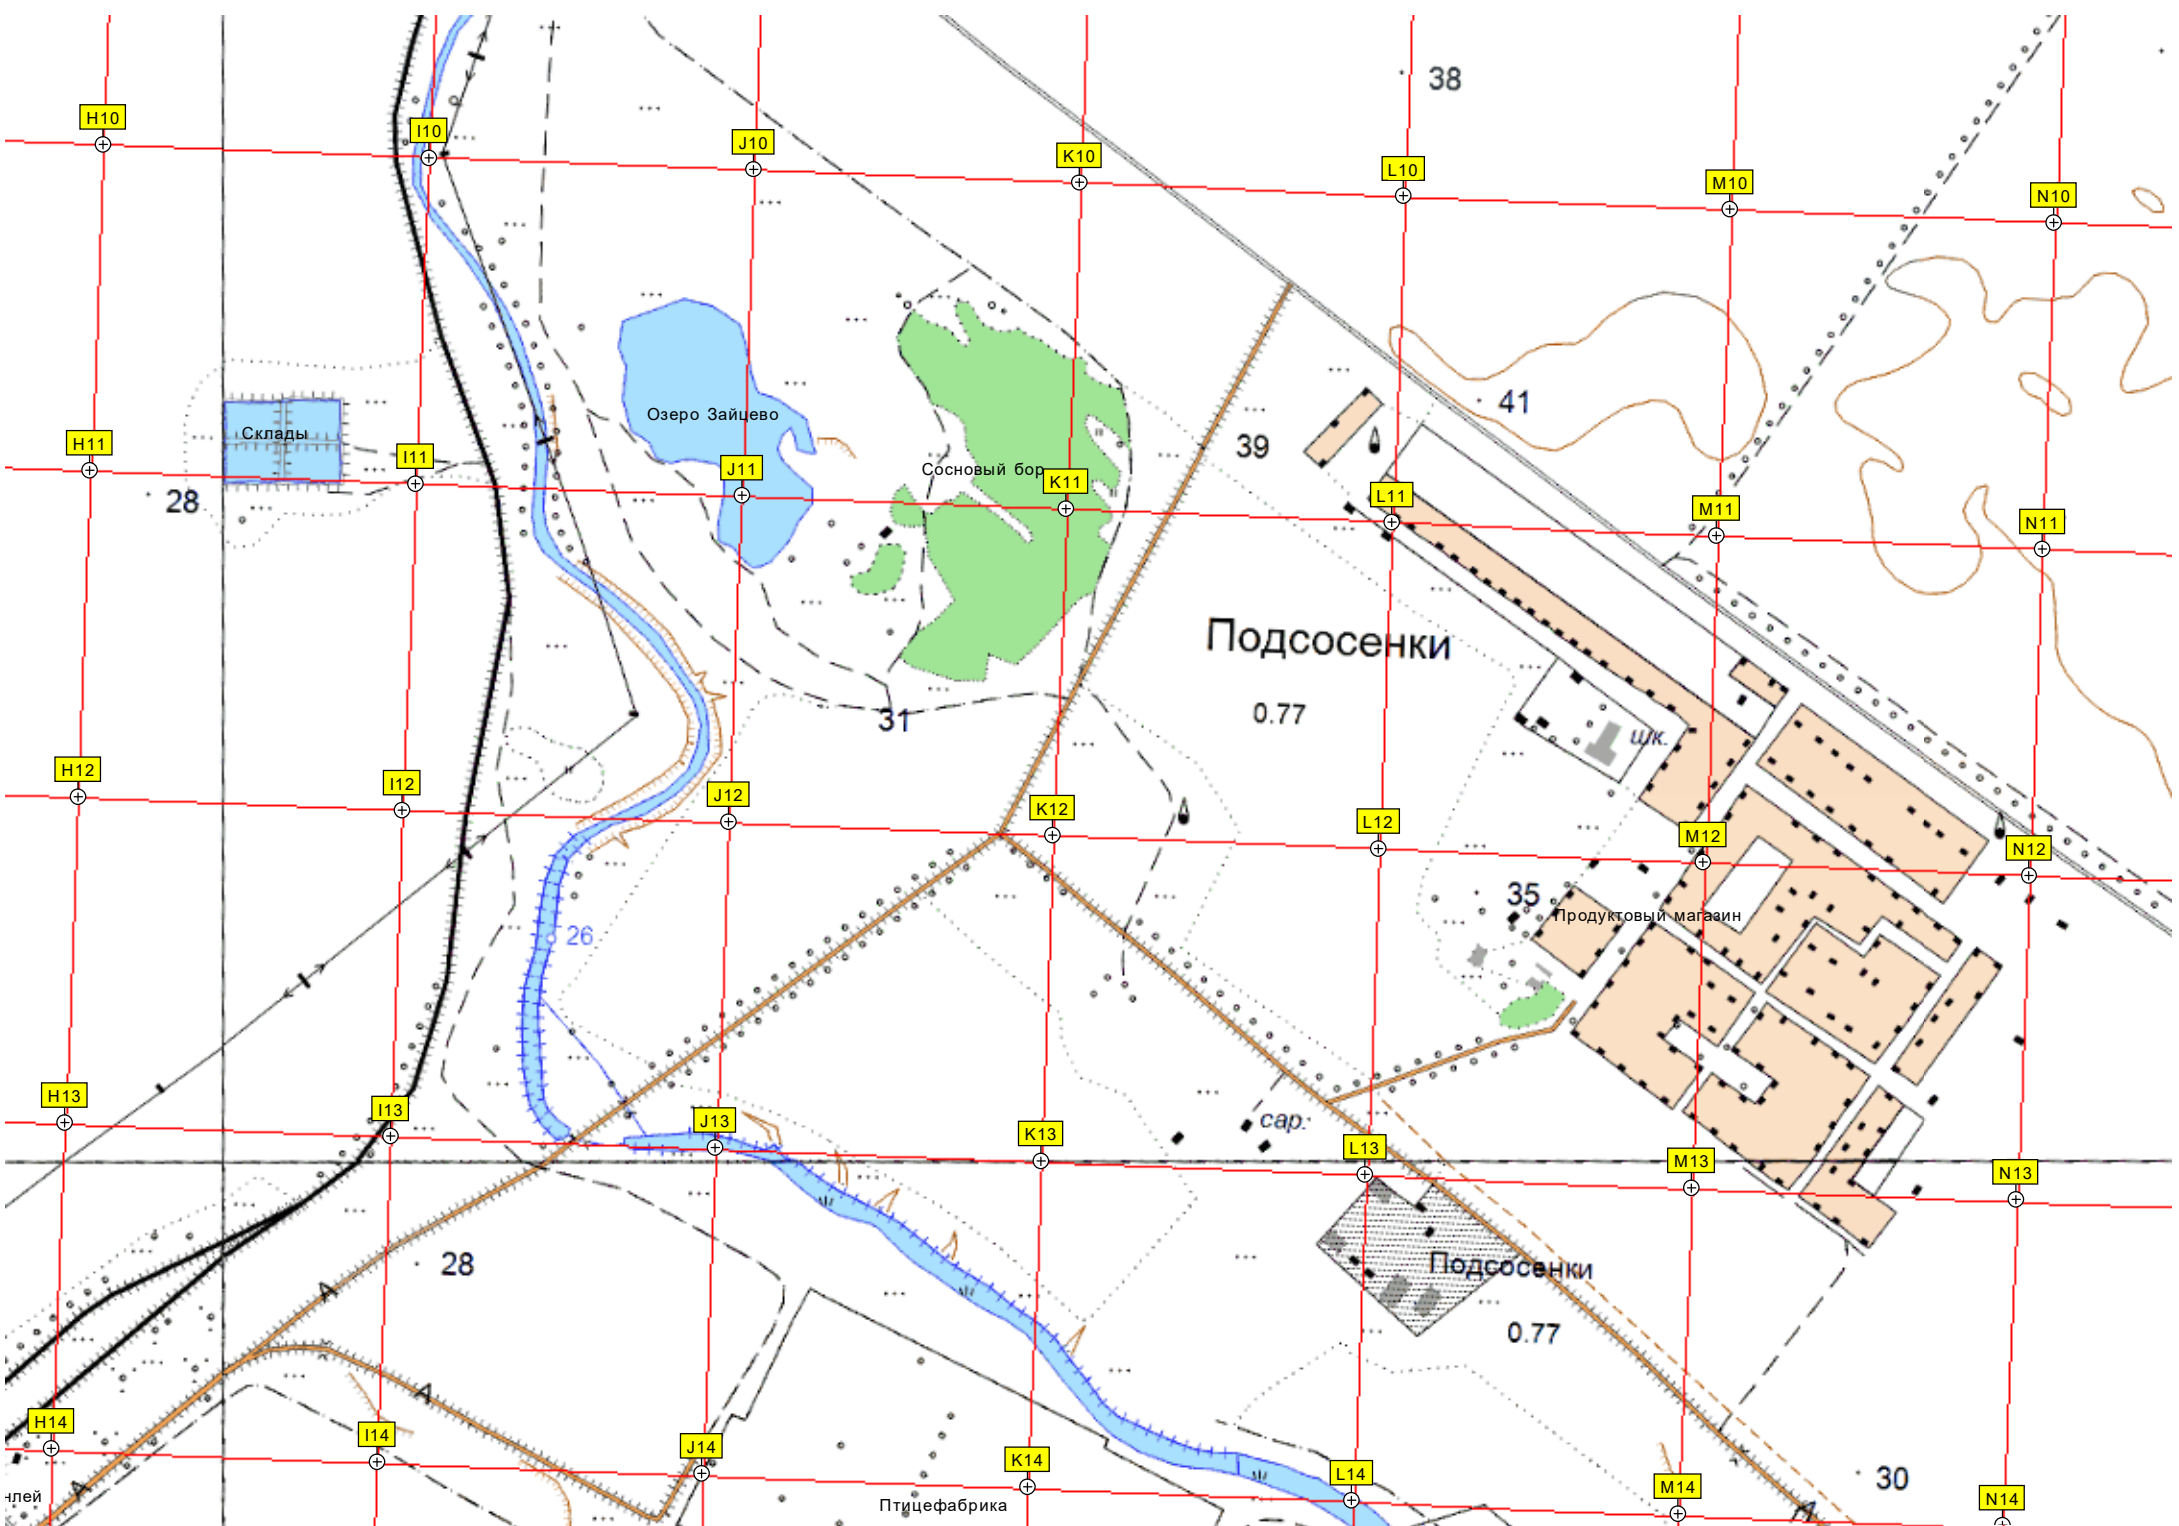 38
H10
I10
J10
K10
L10
M10
N10
41
Озеро Зайцево
Склады
39
H11
I11
J11
Сосновый бор
K11
L11
M11
N11
28
Подсосенки
0.77
31
шк.
H12
I12
J12
K12
L12
M12
N12
35
Продуктовый магазин
26
H13
I13
J13
сар.
K13
L13
M13
N13
28
Подсосенки
0.77
А
А
H14
I14
J14
K14
L14
M14
N14
30
А
Птицефабрика
А